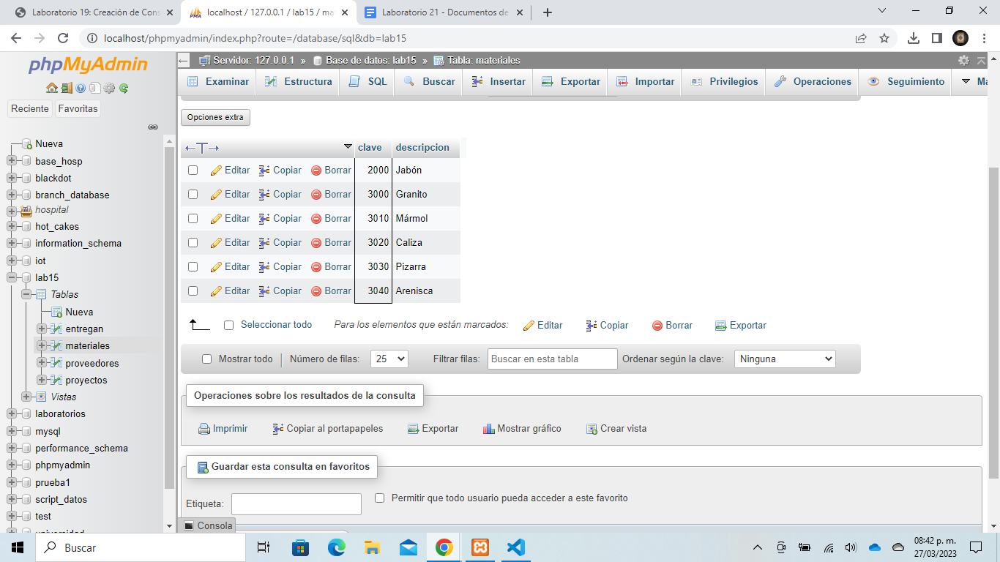 Laboratorio 19: Creación de Cons
localhost / 127.0.0.1 / lab15 / ma
Laboratorio 21 - Documentos de
localhost/phpmyadmin/index.php?route=/database/sql&db=lab15
phpMyAdmin
Reciente
Favoritas
Nueva
base_hosp
blackdot
branch_database
hospital
hot_cakes
information_schema
iot
lab15
Tablas
Nueva
entregan
materiales
proveedores
proyectos
Vistas
laboratorios
mysql
performance_schema
phpmyadmin
prueba1
script_datos
test
Servidor: 127.0.0.1 » Base de datos: lab15 » Tabla: materiales
Examinar Estructura SQL Buscar Insertar Exportar Importar Privilegios Operaciones Seguimiento Má
Opciones extra
clave descripcion
Editar Copiar Borrar 2000 Jabón
Editar Copiar Borrar 3000 Granito
Editar Copiar Borrar 3010 Mármol
Editar Copiar Borrar 3020 Caliza
Editar Copiar Borrar 3030 Pizarra
Editar Copiar Borrar 3040 Arenisca
Seleccionar todo Para los elementos que están marcados: Editar Copiar Borrar Exportar
Mostrar todo Número de filas: 25 Filtrar filas: Buscar en esta tabla Ordenar según la clave: Ninguna
Operaciones sobre los resultados de la consulta
Imprimir Copiar al portapapeles Exportar Mostrar gráfico Crear vista
Guardar esta consulta en favoritos
Etiqueta: Permitir que todo usuario pueda acceder a este favorito
Consola
Buscar
08:42 p. m.
27/03/2023